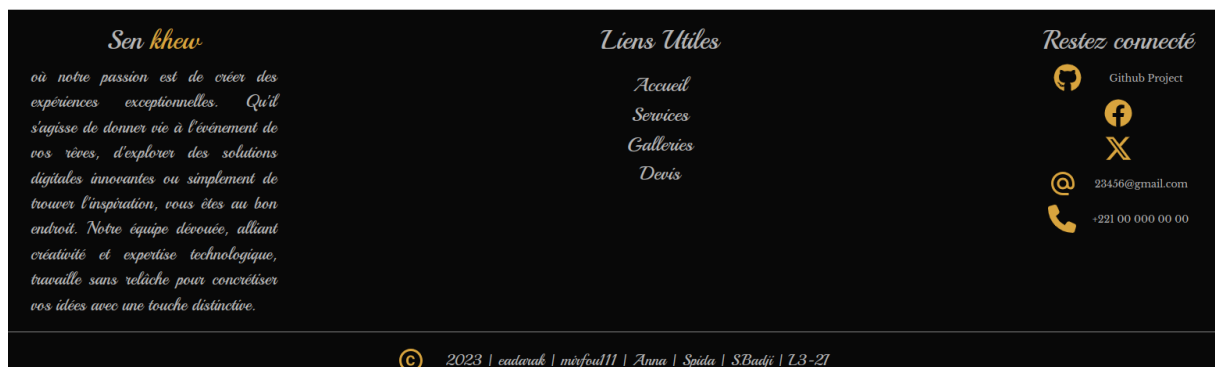 Sen khew
où notre passion est de créer des
expériences exceptionnelles. Qu'il
s'agisse de donner vie à l'événement de
vos rêves, d'explorer des solutions
digitales innovantes ou simplement de
trouver l'inspiration, vous êtes au bon
endroit. Notre équipe dévouée, alliant
créativité et expertise technologique,
travaille sans relâche pour concrétiser
vos idées avec une touche distinctive.
Liens Utiles
Accueil
Services
Galleries
Devis
Restez connecté
Github Project
23456@gmail.com
+221 00 000 00 00
© 2023 | eadarak | mirfou111 | Anna | Spida | S.Badji | L3-2I